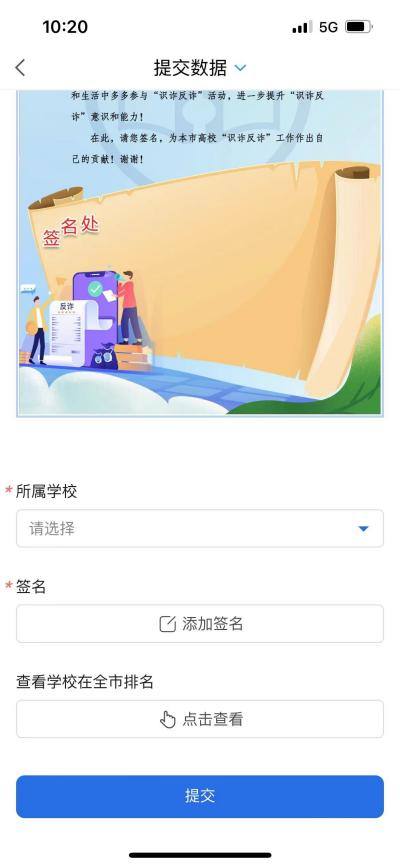 10:20
5G
提交数据
和生活中多多参与“识诈反诈”活动，进一步提升“识诈反
诈”意识和能力！
在此，请您签名，为本市高校“识诈反诈”工作作出自
己的贡献！谢谢！
签名处
反诈
* 所属学校
请选择
* 签名
添加签名
查看学校在全市排名
点击查看
提交